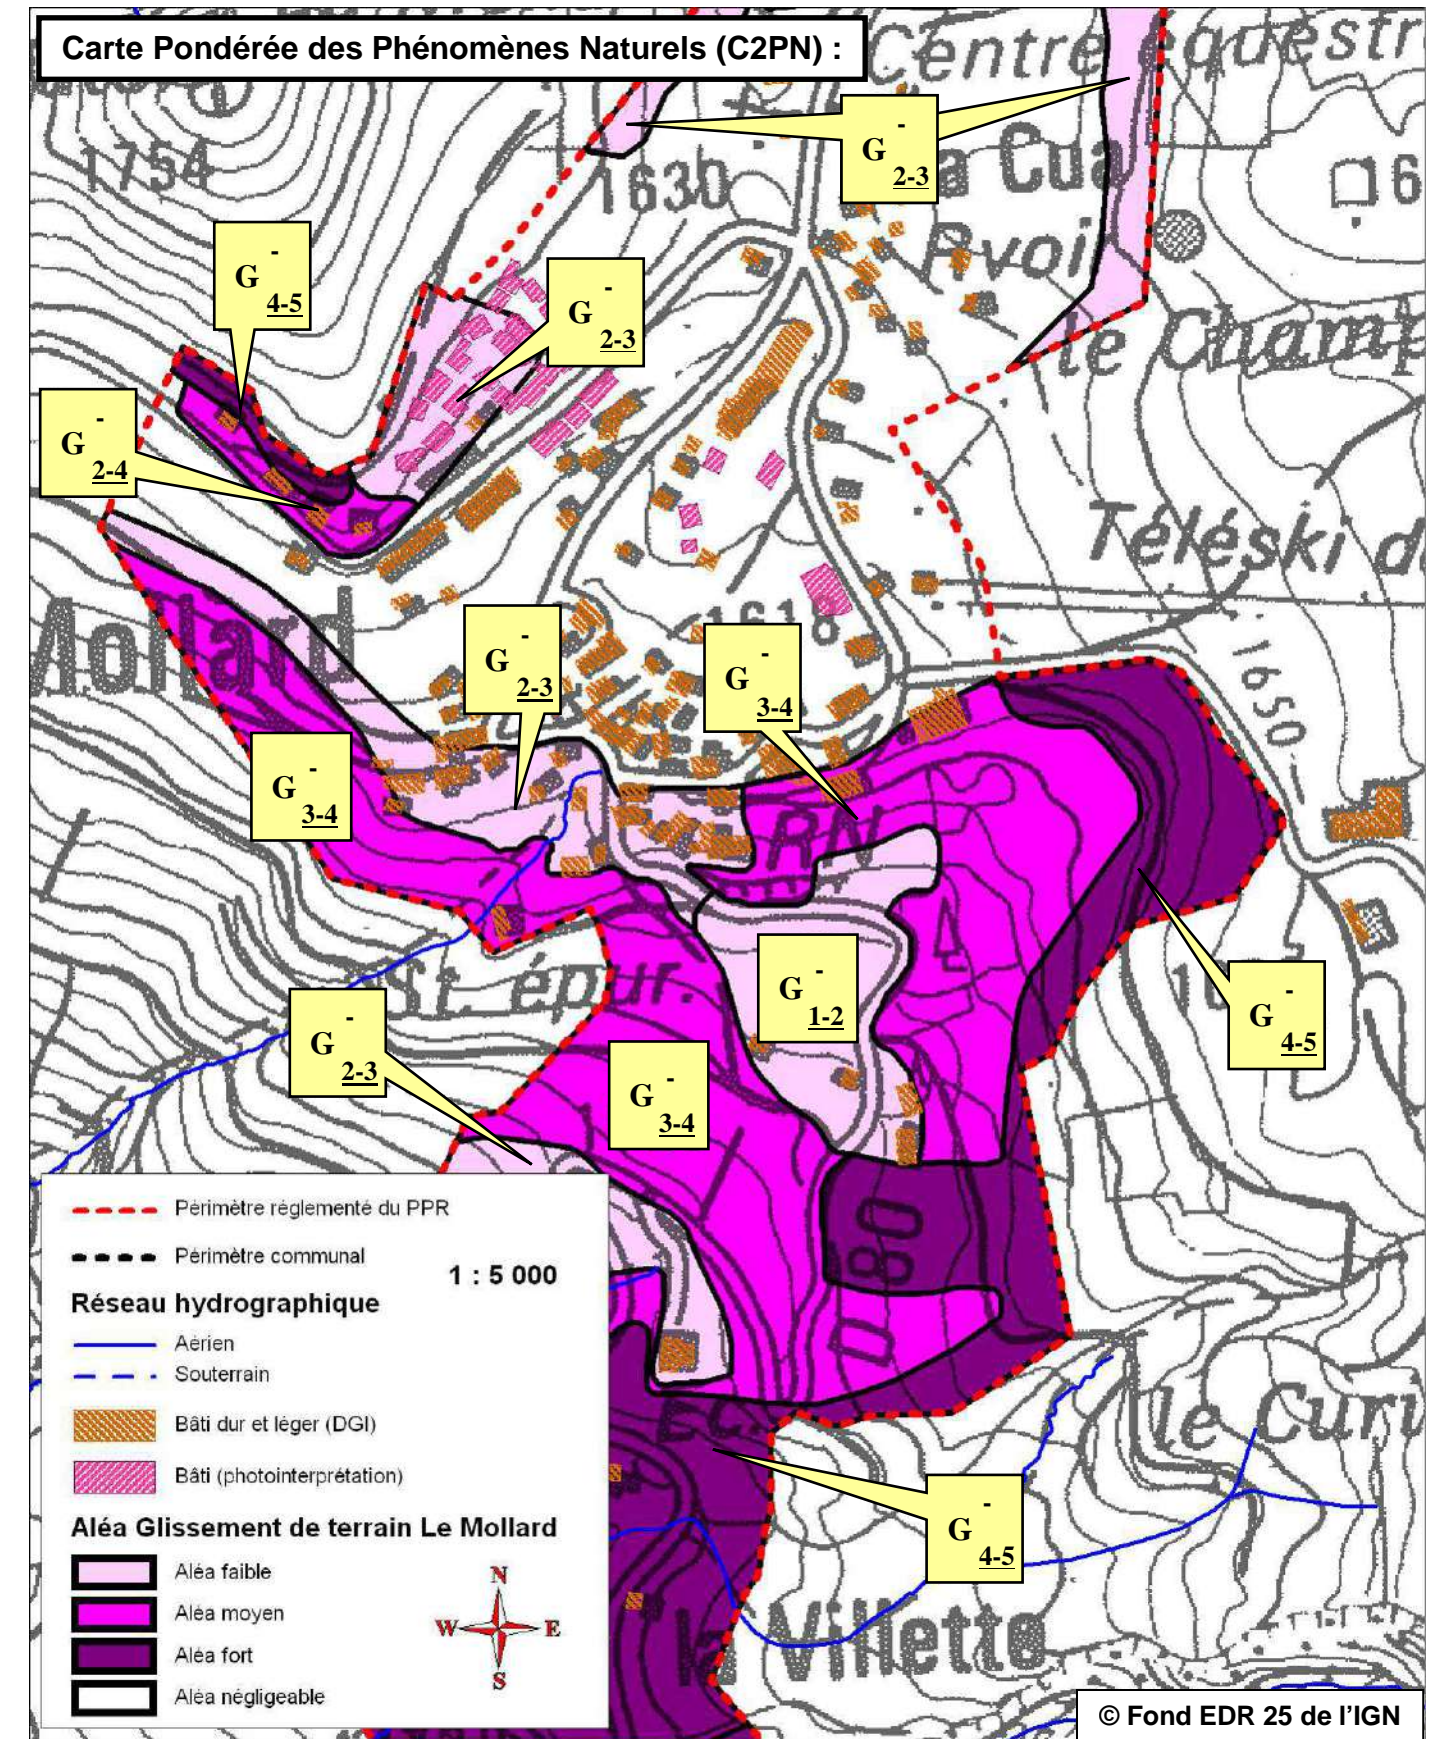 Carte Pondérée des Phénomènes Naturels (C2PN) :
Centre equestr
1754
1630
G - 2-3
a Cua
16
voi
G - 4-5
G - 2-3
le Champ
G - 2-4
Téléski d
Mollard
1618
G - 2-3
G - 3-4
1650
G - 3-4
RN
St. épur.
G - 1-2
G - 4-5
G - 2-3
G - 3-4
D 80
le Curi
G - 4-5
la Villette
Périmètre réglementé du PPR
Périmètre communal
1 : 5 000
Réseau hydrographique
Aérien
Souterrain
Bâti dur et léger (DGI)
Bâti (photointerprétation)
Aléa Glissement de terrain Le Mollard
Aléa faible
Aléa moyen
Aléa fort
Aléa négligeable
N
W E
S
© Fond EDR 25 de l'IGN